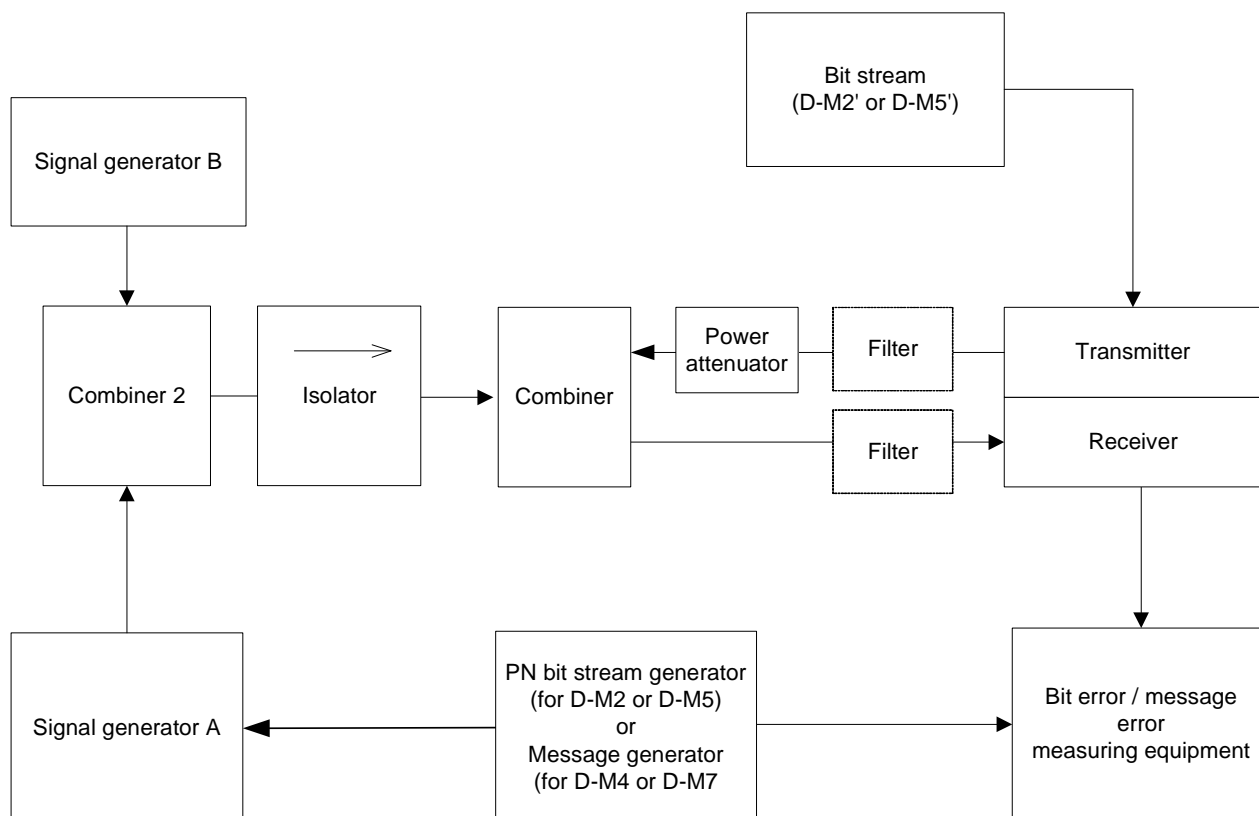 Bit stream
(D-M2' or D-M5')
Signal generator B
Combiner 2
Isolator
Combiner
Power
attenuator
Filter
Transmitter
Filter
Receiver
Signal generator A
PN bit stream generator
(for D-M2 or D-M5)
or
Message generator
(for D-M4 or D-M7
Bit error / message
error
measuring equipment